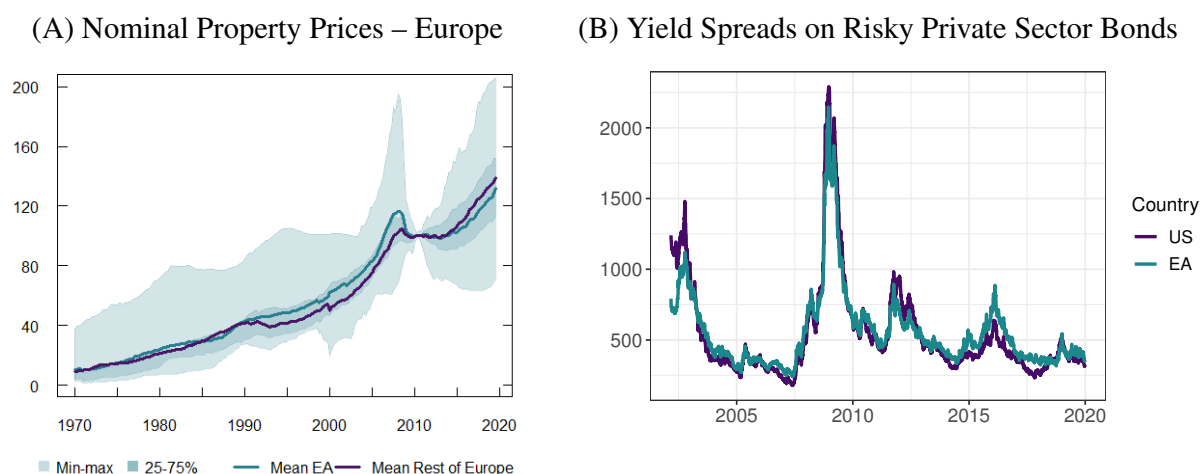 (A) Nominal Property Prices – Europe
200
160
120
80
40
0
1970 1980 1990 2000 2010 2020
Min-max 25-75% Mean EA Mean Rest of Europe
(B) Yield Spreads on Risky Private Sector Bonds
2000
1500
1000
500
2005 2010 2015 2020
Country
US
EA